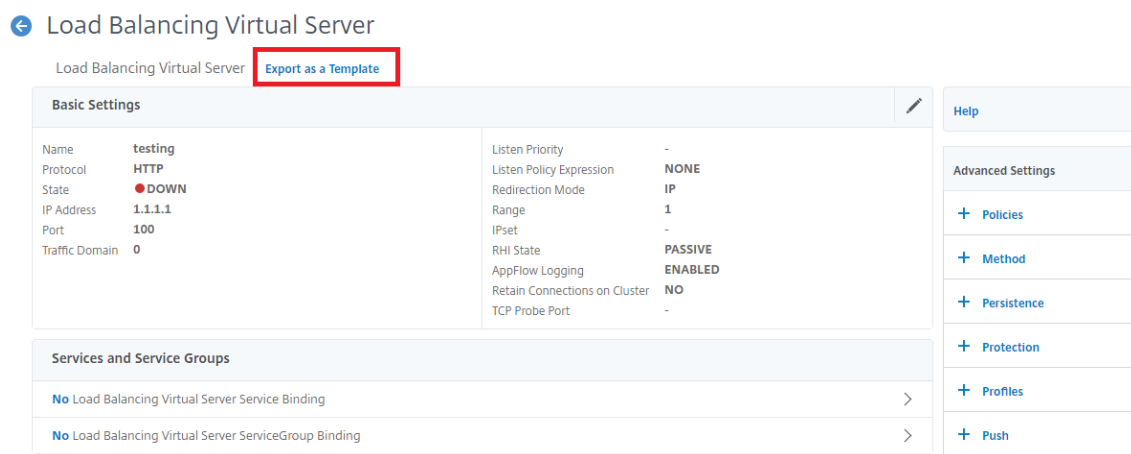 Load Balancing Virtual Server
Load Balancing Virtual Server Export as a Template
Basic Settings
Name testing
Protocol HTTP
State DOWN
IP Address 1.1.1.1
Port 100
Traffic Domain 0
Listen Priority -
Listen Policy Expression NONE
Redirection Mode IP
Range 1
IPset -
RHI State PASSIVE
AppFlow Logging ENABLED
Retain Connections on Cluster NO
TCP Probe Port -
Services and Service Groups
No Load Balancing Virtual Server Service Binding
No Load Balancing Virtual Server ServiceGroup Binding
Help
Advanced Settings
+ Policies
+ Method
+ Persistence
+ Protection
+ Profiles
+ Push